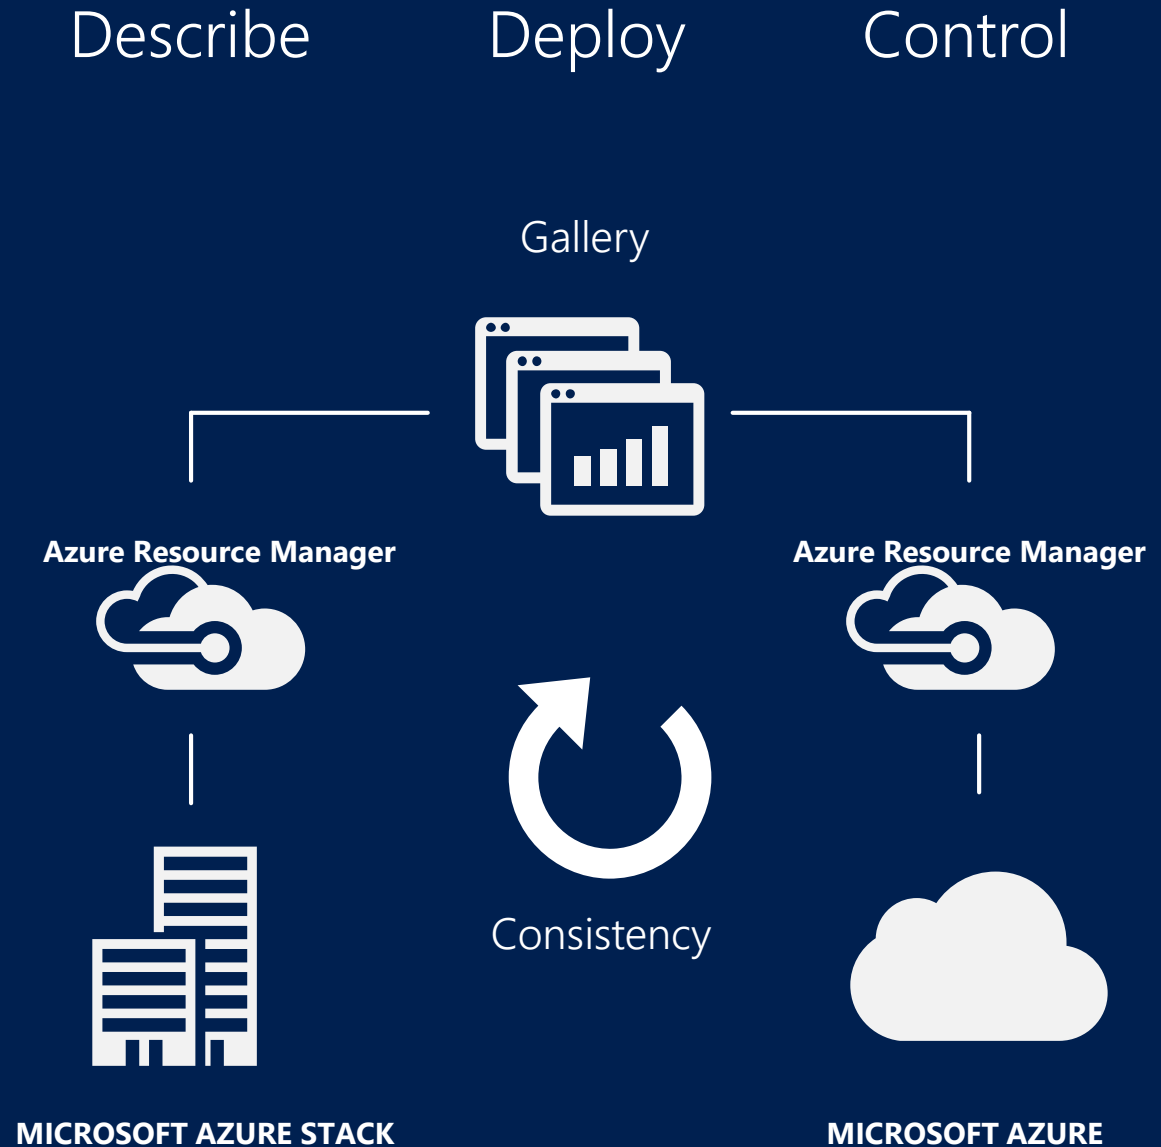 Describe Deploy Control
Gallery
Azure Resource Manager Azure Resource Manager
Consistency
MICROSOFT AZURE STACK MICROSOFT AZURE